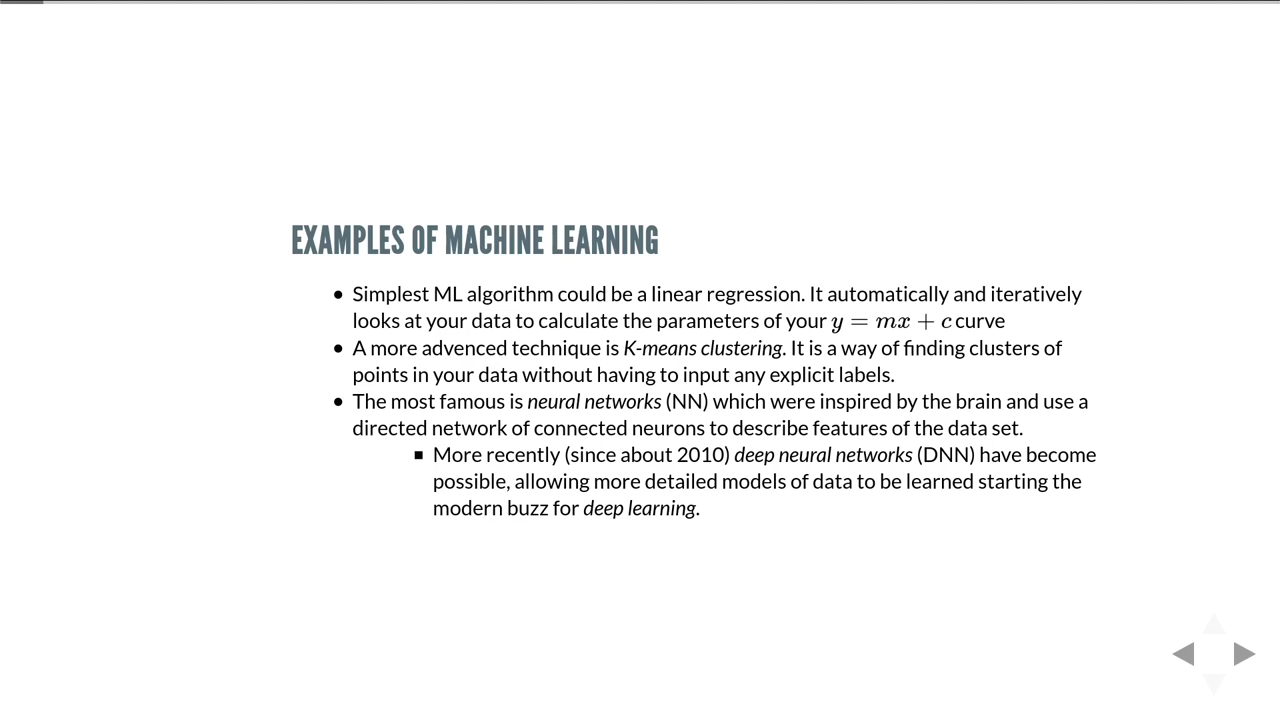 EXAMPLES OF MACHINE LEARNING
• Simplest ML algorithm could be a linear regression. It automatically and iteratively
looks at your data to calculate the parameters of your y = mx + c curve
• A more advenced technique is K-means clustering. It is a way of finding clusters of
points in your data without having to input any explicit labels.
• The most famous is neural networks (NN) which were inspired by the brain and use a
directed network of connected neurons to describe features of the data set.
▪ More recently (since about 2010) deep neural networks (DNN) have become
possible, allowing more detailed models of data to be learned starting the
modern buzz for deep learning.